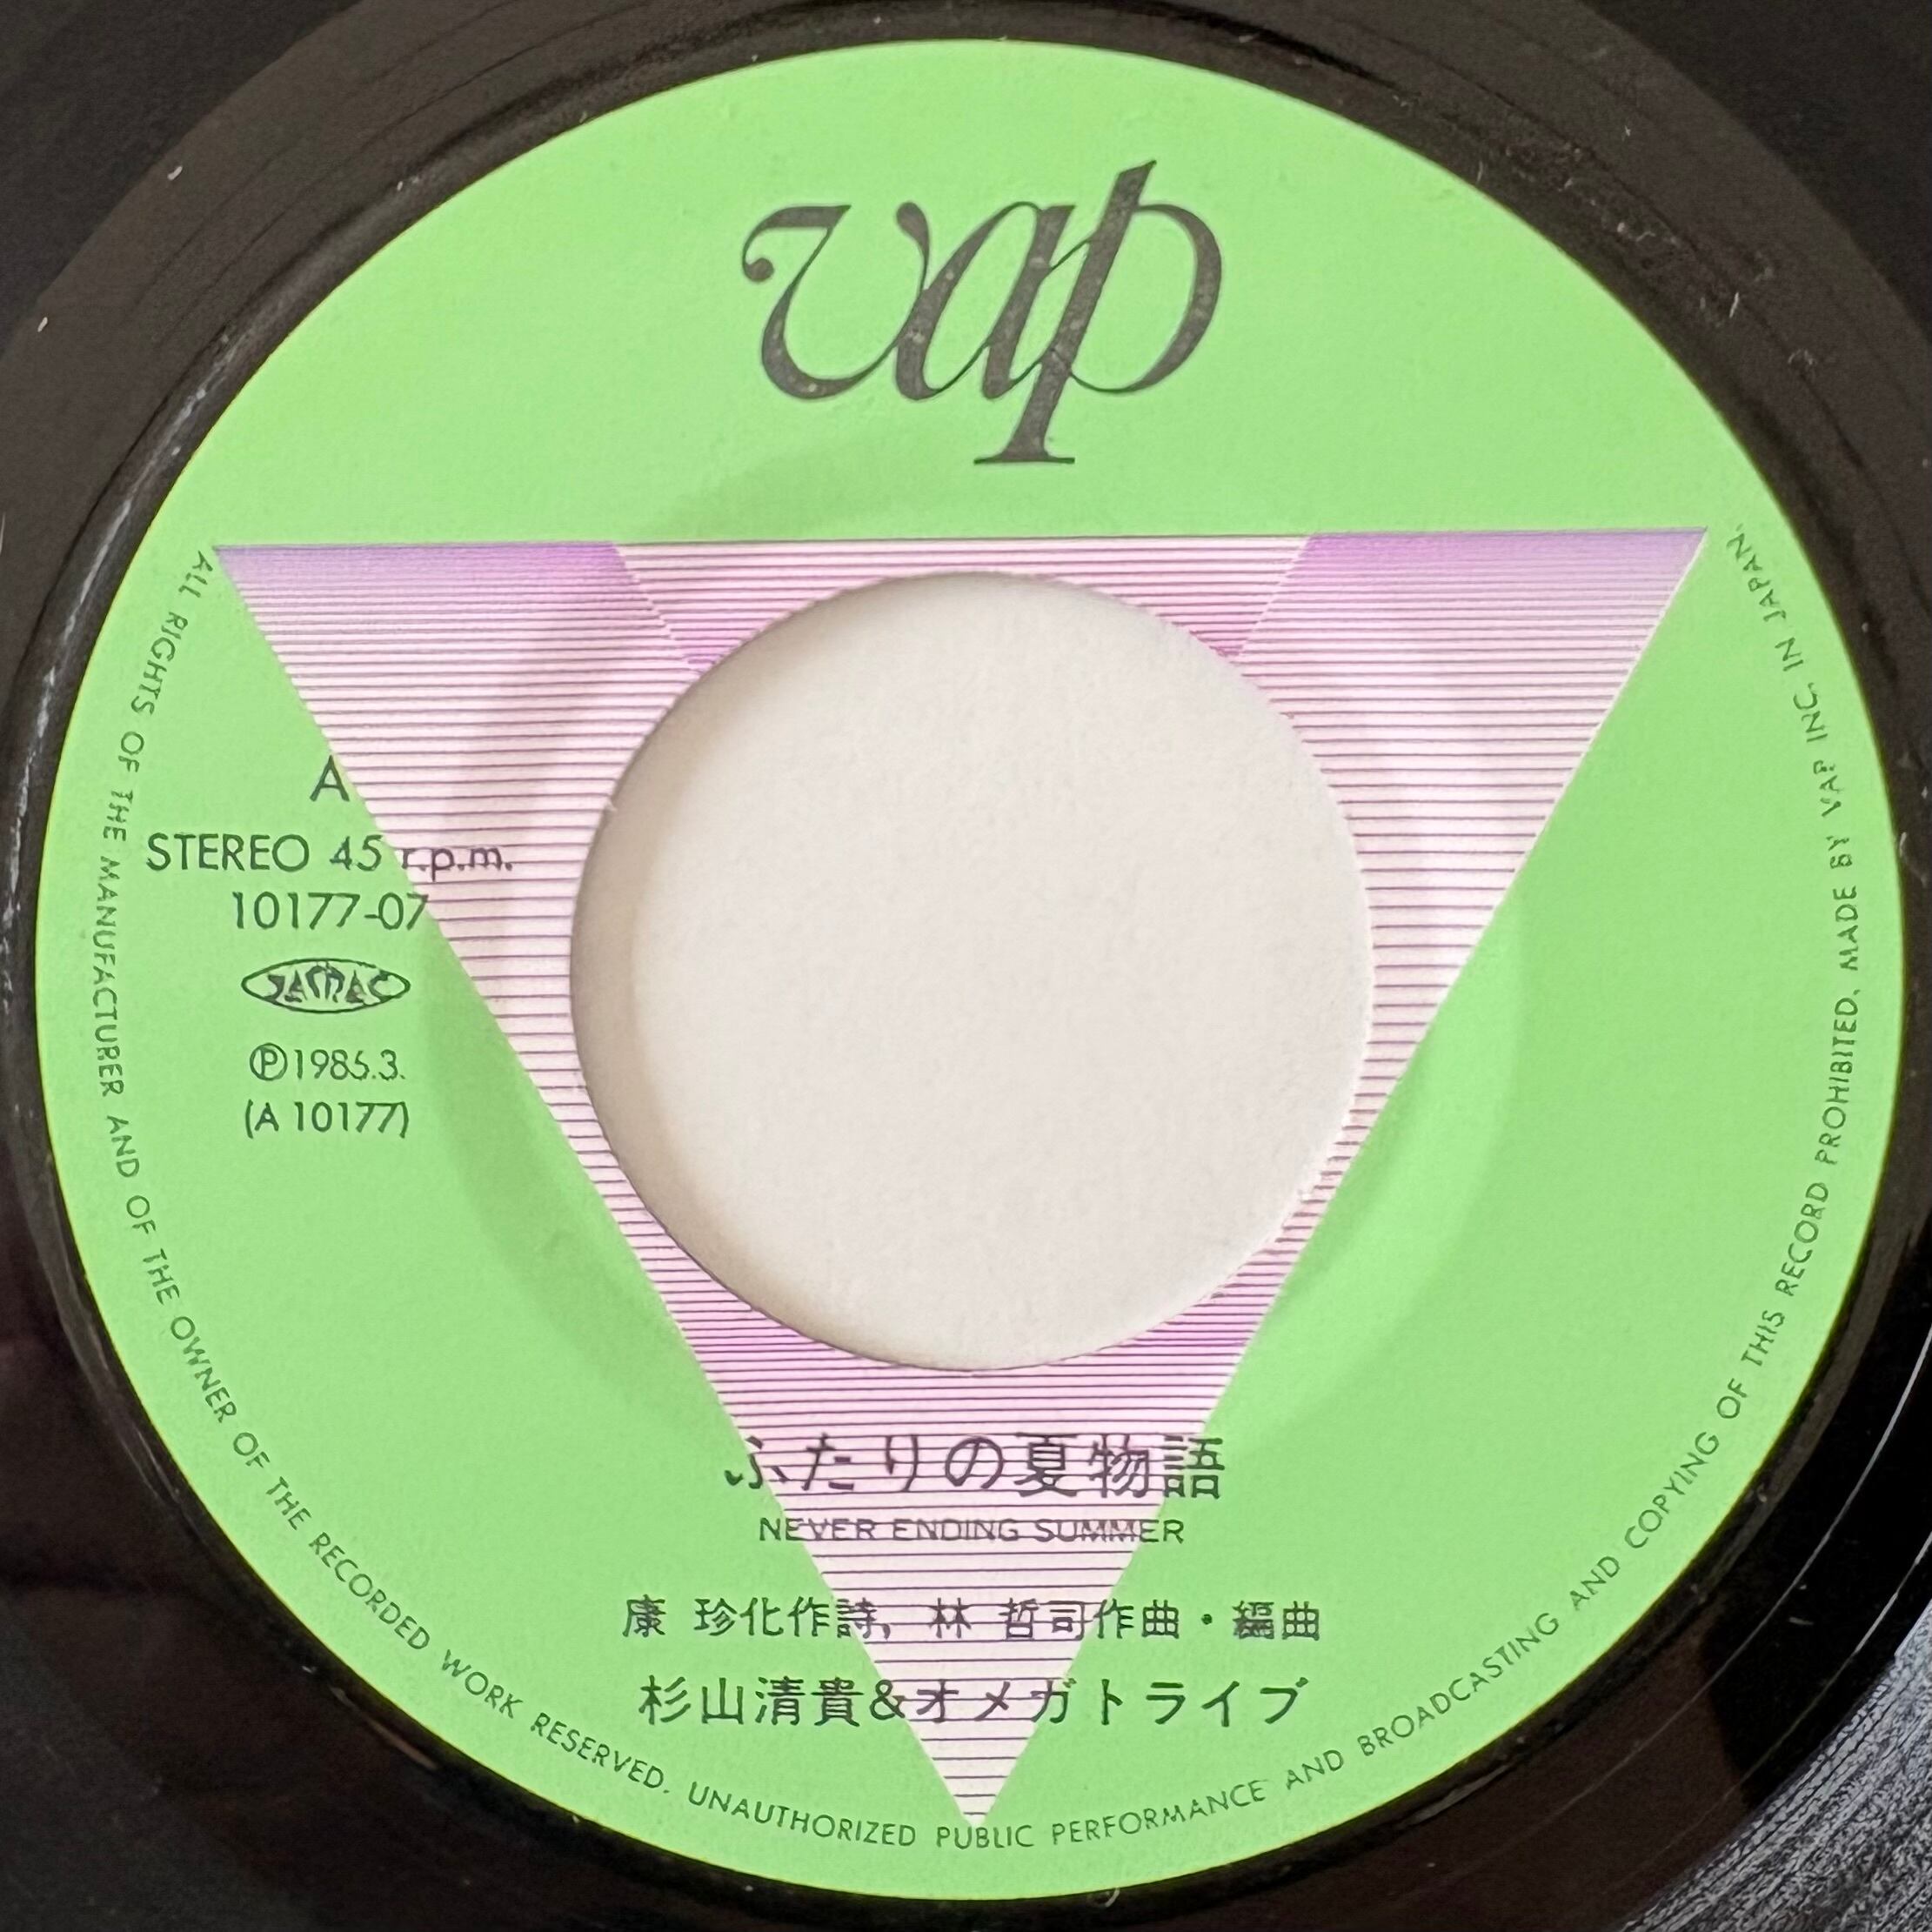 vap
A
STEREO 45 r.p.m.
10177-07
JASRAC
Ⓟ1985.3.
(A 10177)
ふたりの夏物語
NEVER ENDING SUMMER
康 珍化作詩, 林 哲司作曲・編曲
杉山清貴&オメガトライブ
ALL RIGHTS OF THE MANUFACTURER AND OF THE OWNER OF THE RECORDED WORK RESERVED. UNAUTHORIZED PUBLIC PERFORMANCE AND BROADCASTING AND COPYING OF THIS RECORD PROHIBITED. MADE BY VAP INC. IN JAPAN.